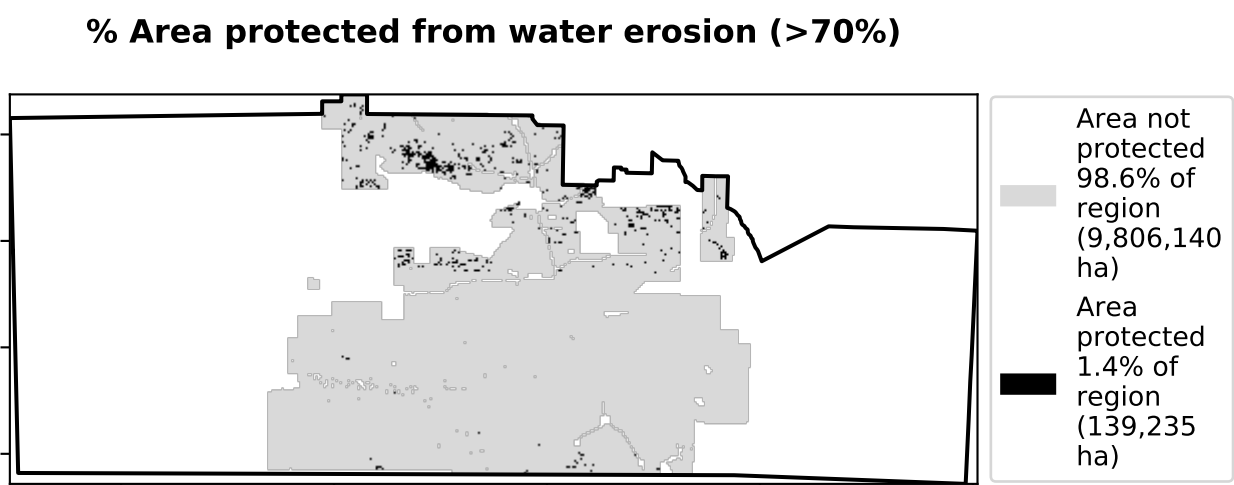 % Area protected from water erosion (>70%)
Area not
protected
98.6% of
region
(9,806,140
ha)
Area
protected
1.4% of
region
(139,235
ha)